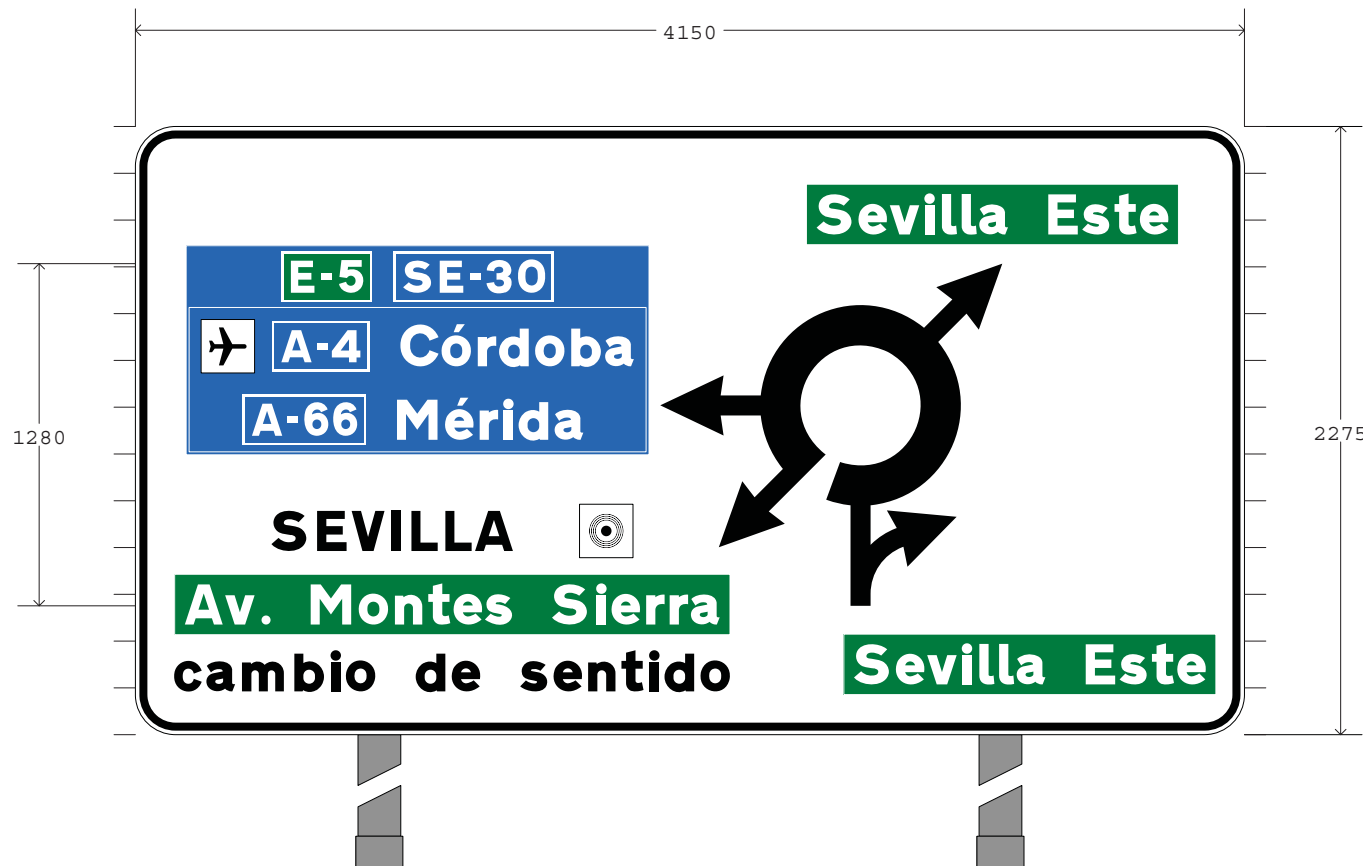 4150
Sevilla Este
E-5 SE-30
A-4 Córdoba
A-66 Mérida
1280
2275
SEVILLA
Av. Montes Sierra
cambio de sentido
Sevilla Este